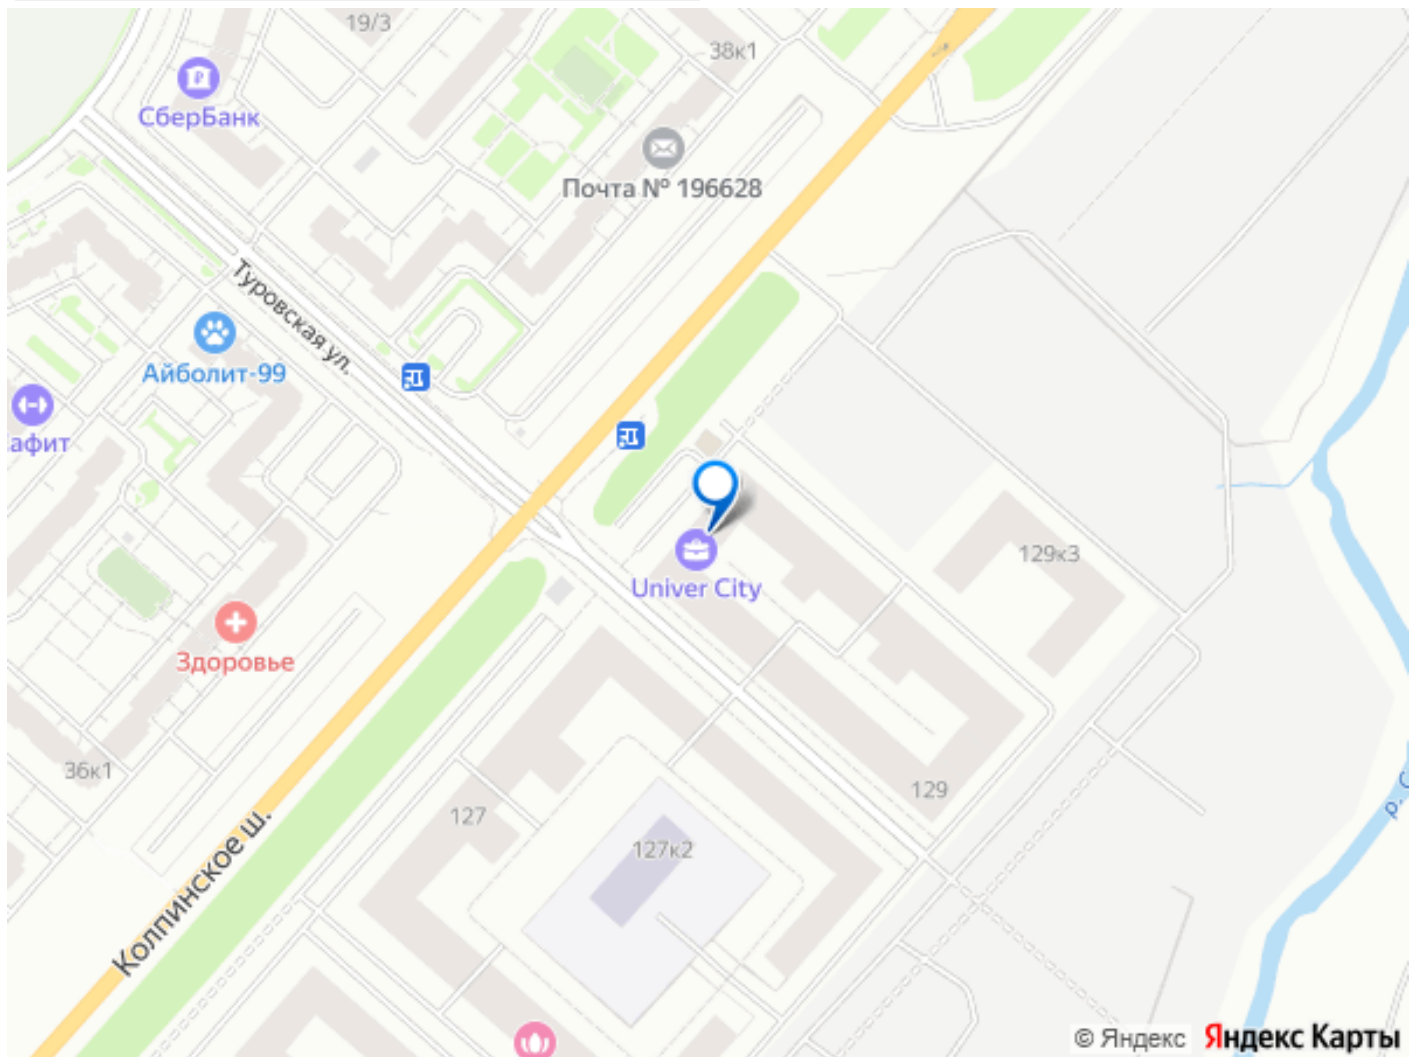 19/3
38к1
СберБанк
Почта № 196628
Туровская ул.
Айболит-99
афит
Univer City
129к3
Здоровье
36к1
129
127
127к2
Колпинское ш.
р. С
© Яндекс
Яндекс Карты